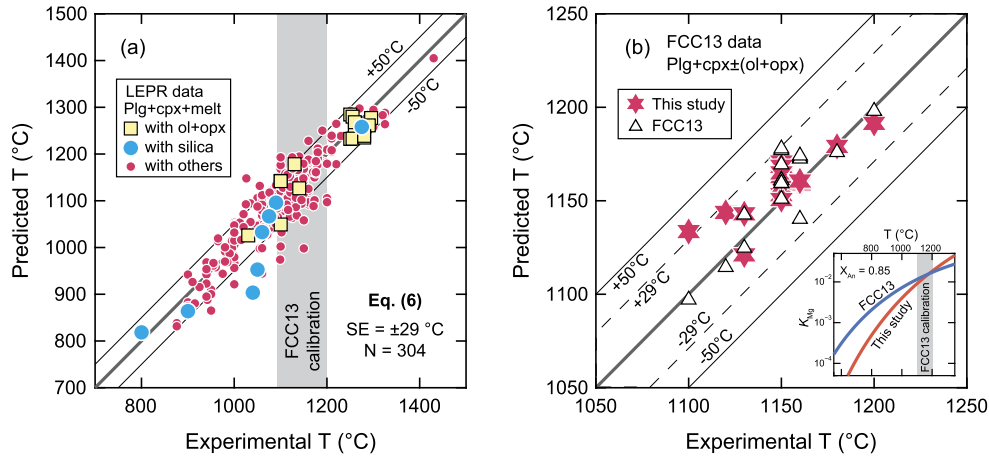 (a)
LEPR data
Plg+cpx+melt
with ol+opx
with silica
with others
+50°C
-50°C
FCC13
calibration
Eq. (6)
SE = ±29 °C
N = 304
1500
1400
1300
1200
1100
1000
900
800
700
800
1000
1200
1400
Predicted T (°C)
Experimental T (°C)
(b)
FCC13 data
Plg+cpx±(ol+opx)
This study
FCC13
+50°C
+29°C
-29°C
-50°C
1250
1200
1150
1100
1050
1050
1100
1150
1200
1250
Predicted T (°C)
Experimental T (°C)
T (°C)
800
1000
1200
X_An = 0.85
FCC13
This study
FCC13 calibration
K_Mg
10⁻²
10⁻³
10⁻⁴